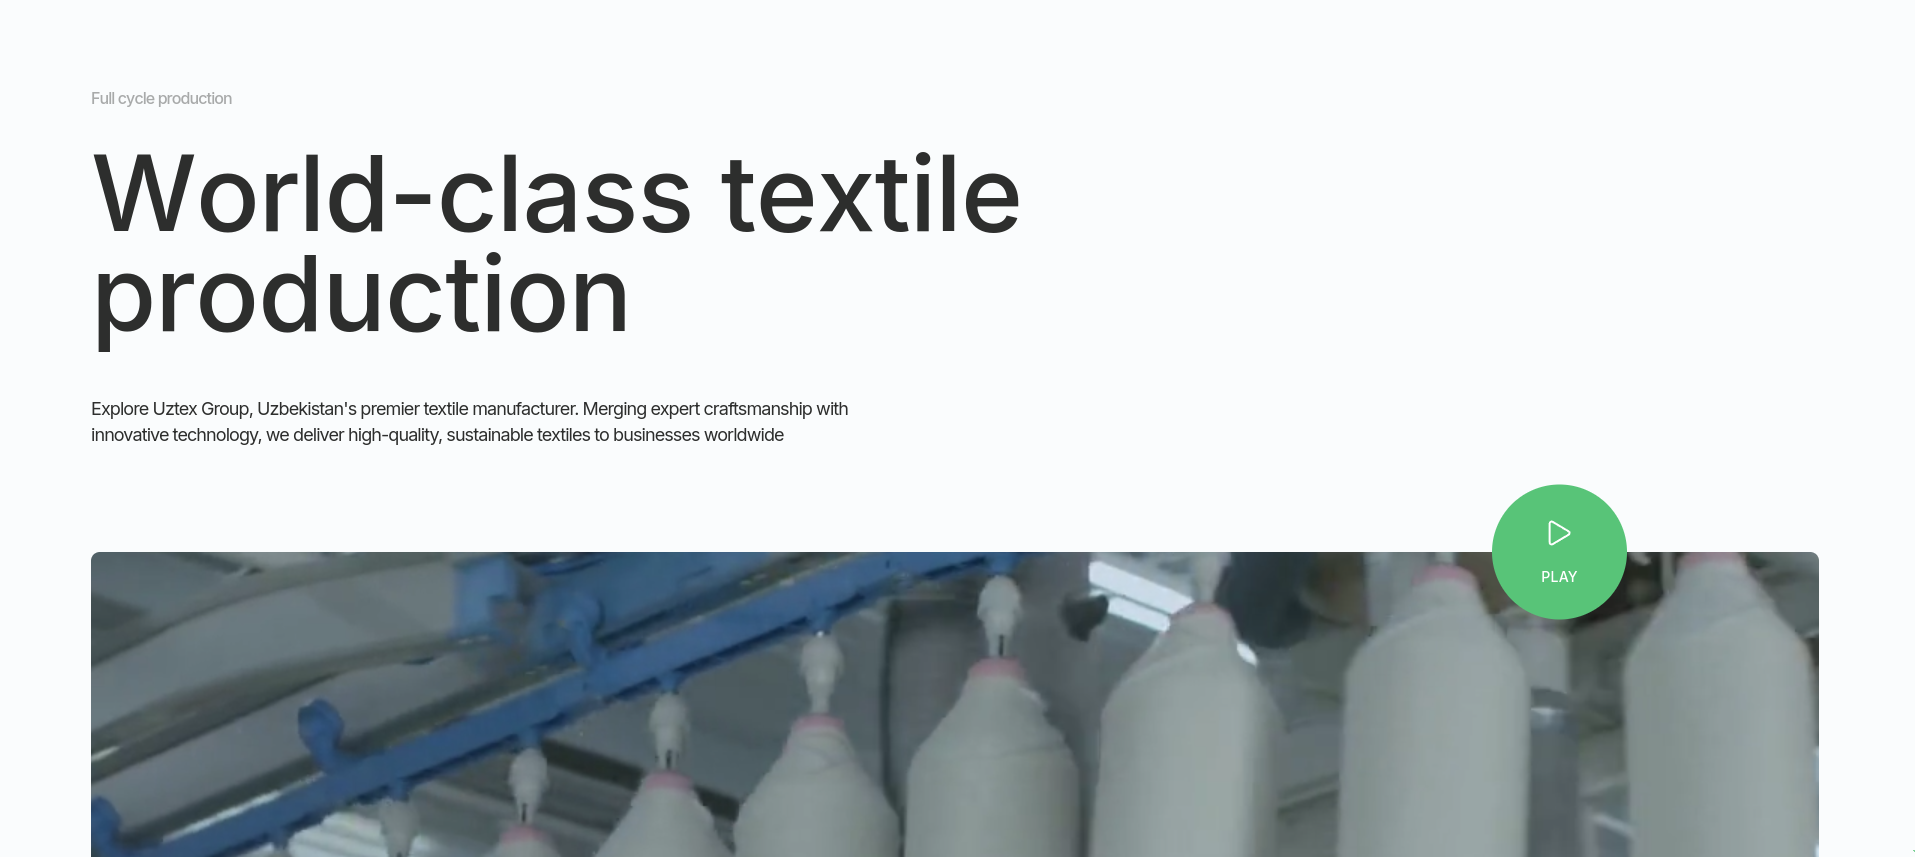 Full cycle production
World-class textile
production
Explore Uztex Group, Uzbekistan's premier textile manufacturer. Merging expert craftsmanship with
innovative technology, we deliver high-quality, sustainable textiles to businesses worldwide
PLAY